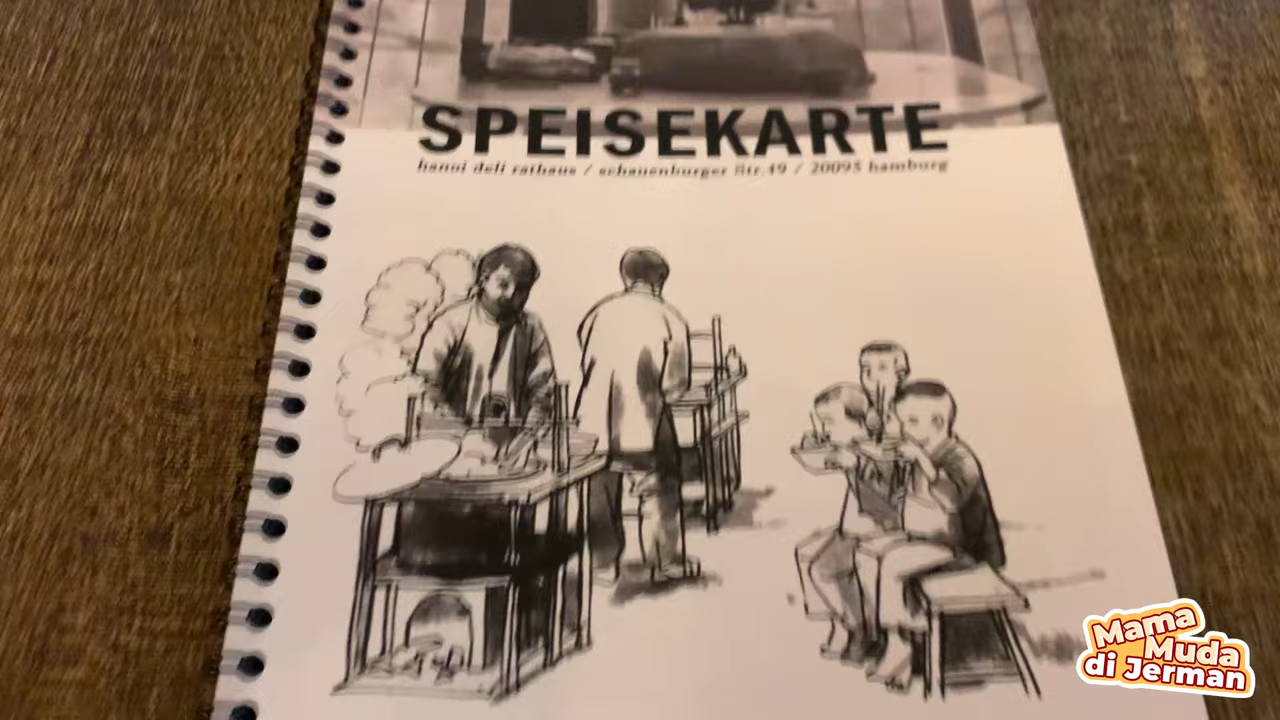 SPEISEKARTE
hanoi deli rathaus / schauenburger Str.49 / 20095 hamburg
Mama
Muda
di Jerman